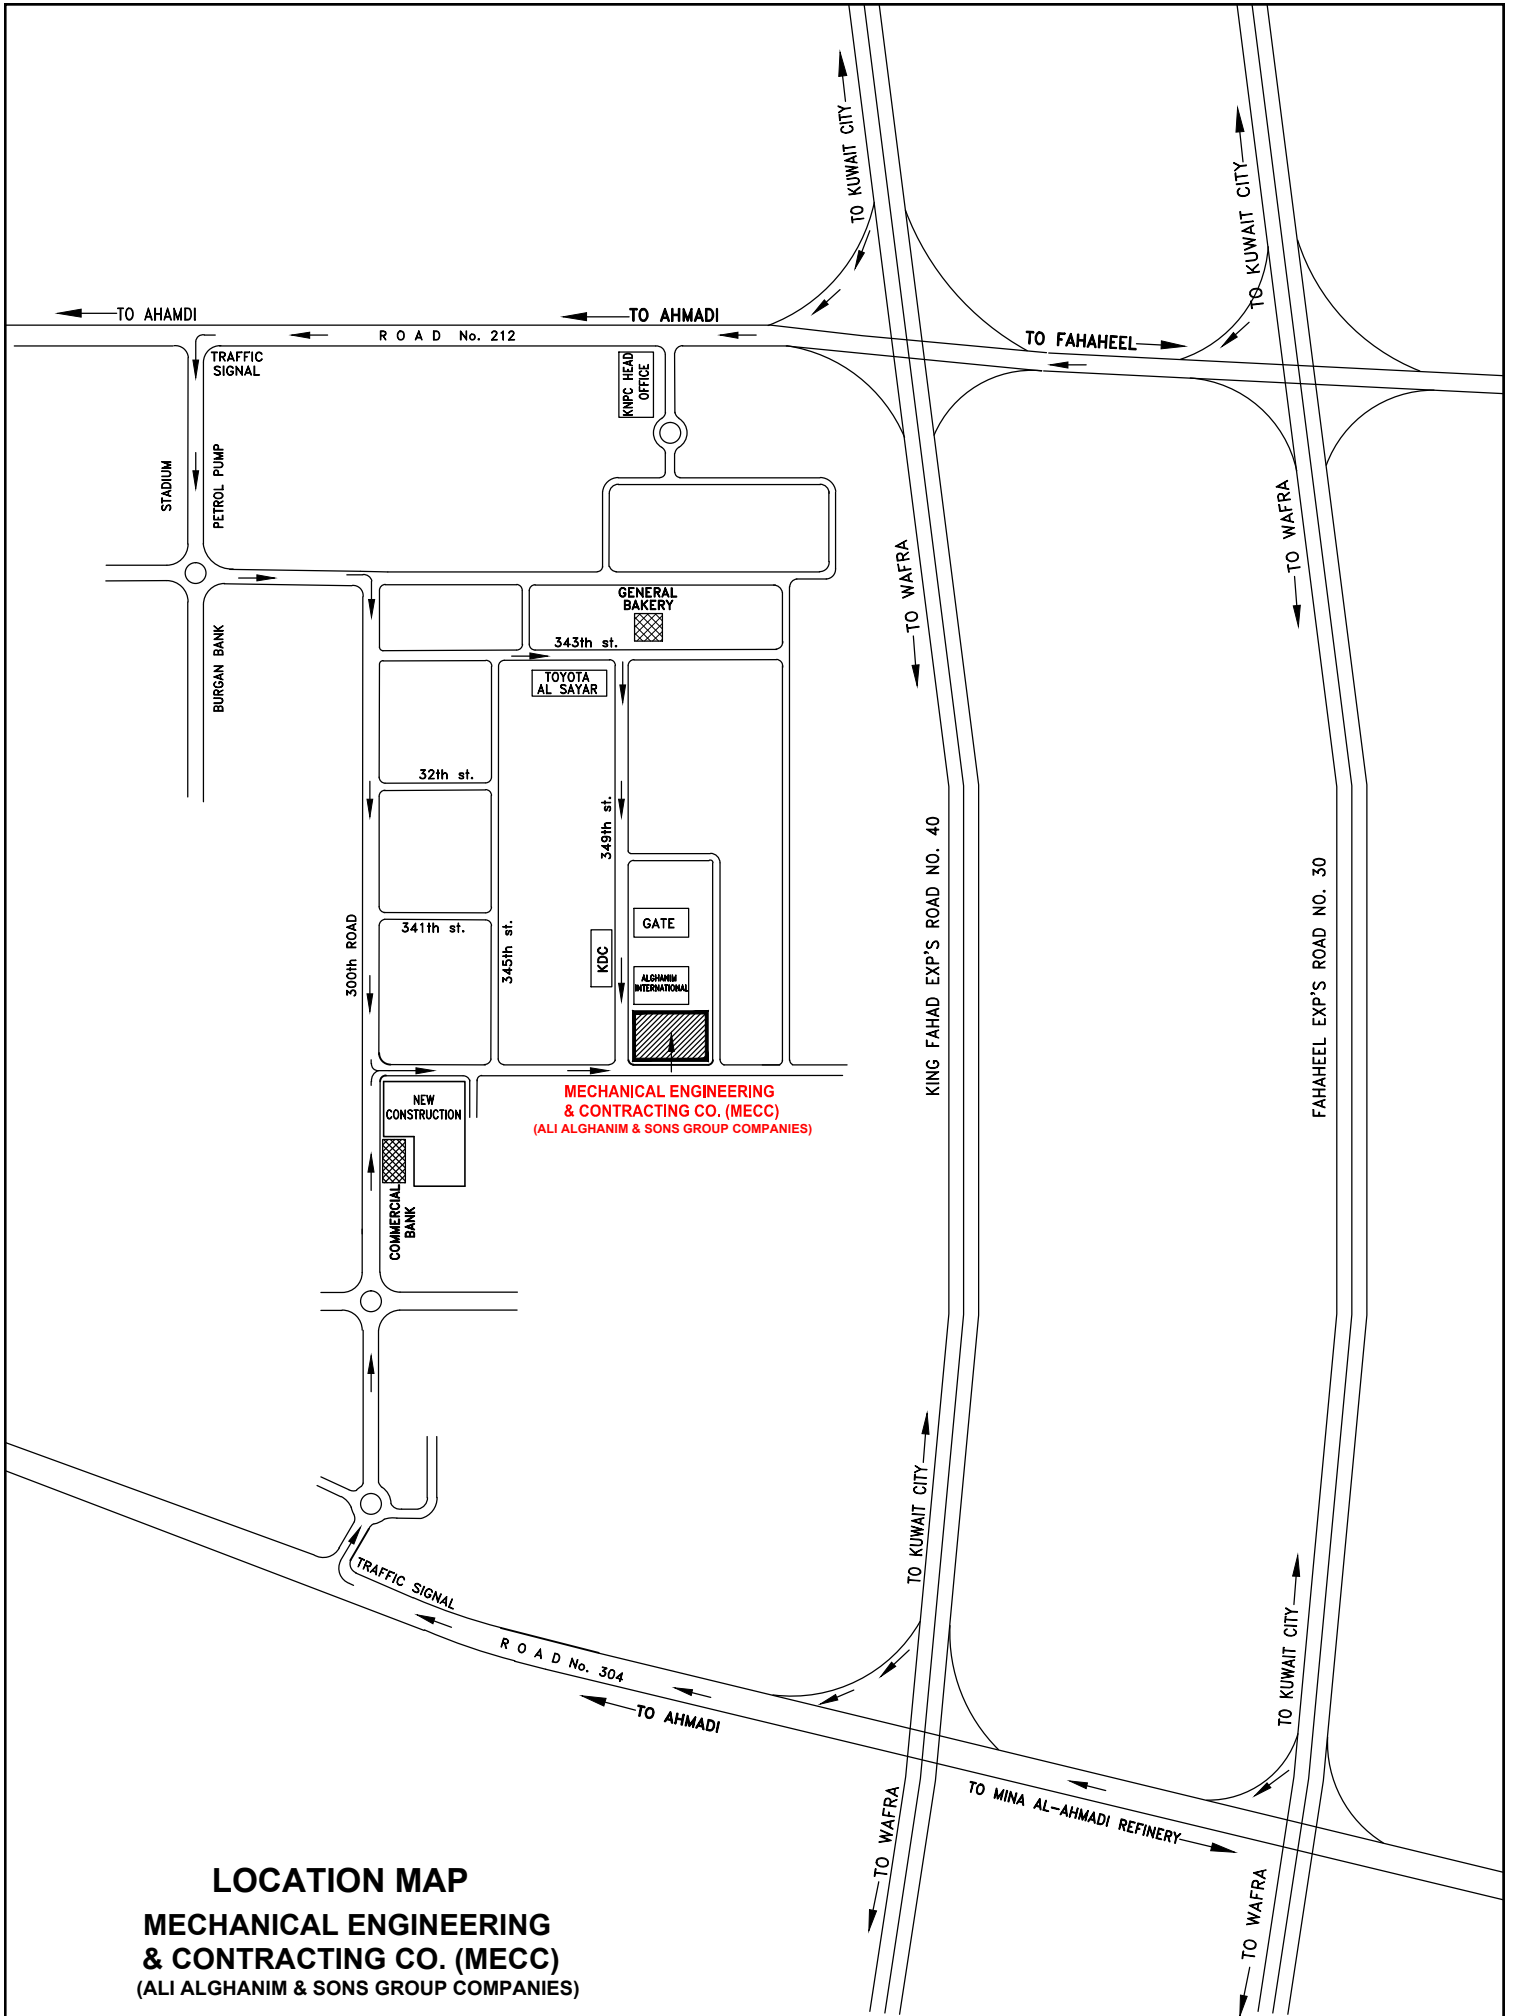 TO KUWAIT CITY
TO KUWAIT CITY
TO AHAMDI
TO AHMADI
ROAD No. 212
TO FAHAHEEL
TRAFFIC
SIGNAL
KNPC HEAD
OFFICE
STADIUM
PETROL PUMP
TO WAFRA
TO WAFRA
BURGAN BANK
GENERAL
BAKERY
343th st.
TOYOTA
AL SAYAR
32th st.
349th st.
KING FAHAD EXP'S ROAD NO. 40
FAHAHEEL EXP'S ROAD NO. 30
300th ROAD
341th st.
345th st.
KDC
GATE
ALGHANIM
INTERNATIONAL
MECHANICAL ENGINEERING
& CONTRACTING CO. (MECC)
(ALI ALGHANIM & SONS GROUP COMPANIES)
NEW
CONSTRUCTION
COMMERCIAL
BANK
TO KUWAIT CITY
TO KUWAIT CITY
TRAFFIC SIGNAL
ROAD No. 304
TO AHMADI
TO MINA AL-AHMADI REFINERY
TO WAFRA
TO WAFRA
LOCATION MAP
MECHANICAL ENGINEERING
& CONTRACTING CO. (MECC)
(ALI ALGHANIM & SONS GROUP COMPANIES)